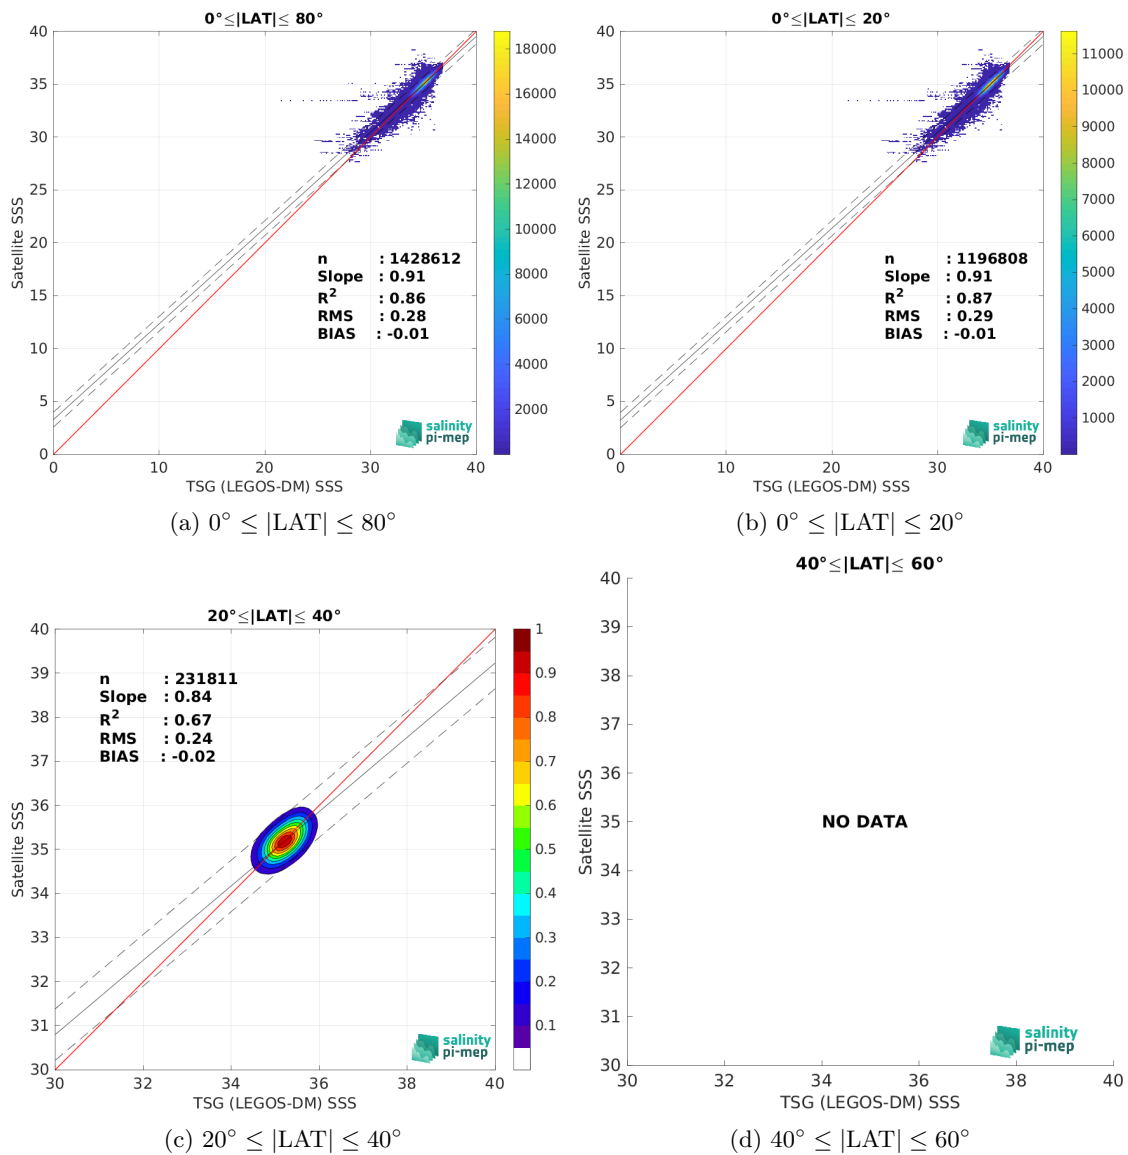 0°≤|LAT|≤ 80°
40
35
30
25
20
15
10
5
0
0
10
20
30
40
Satellite SSS
TSG (LEGOS-DM) SSS
n : 1428612
Slope : 0.91
R² : 0.86
RMS : 0.28
BIAS : -0.01
salinity
pi-mep
18000
16000
14000
12000
10000
8000
6000
4000
2000
(a) 0° ≤ |LAT| ≤ 80°
0°≤|LAT|≤ 20°
40
35
30
25
20
15
10
5
0
0
10
20
30
40
Satellite SSS
TSG (LEGOS-DM) SSS
n : 1196808
Slope : 0.91
R² : 0.87
RMS : 0.29
BIAS : -0.01
salinity
pi-mep
11000
10000
9000
8000
7000
6000
5000
4000
3000
2000
1000
(b) 0° ≤ |LAT| ≤ 20°
20°≤|LAT|≤ 40°
40
39
38
37
36
35
34
33
32
31
30
30
32
34
36
38
40
Satellite SSS
TSG (LEGOS-DM) SSS
n : 231811
Slope : 0.84
R² : 0.67
RMS : 0.24
BIAS : -0.02
salinity
pi-mep
1
0.9
0.8
0.7
0.6
0.5
0.4
0.3
0.2
0.1
(c) 20° ≤ |LAT| ≤ 40°
40°≤|LAT|≤ 60°
40
39
38
37
36
35
34
33
32
31
30
30
32
34
36
38
40
Satellite SSS
TSG (LEGOS-DM) SSS
NO DATA
salinity
pi-mep
(d) 40° ≤ |LAT| ≤ 60°